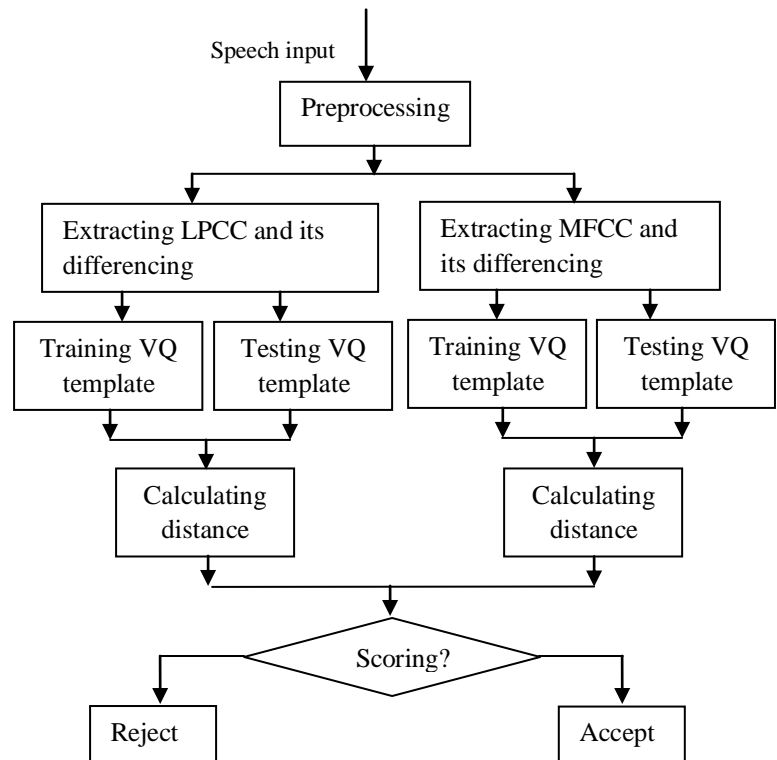 Speech input
Preprocessing
Extracting LPCC and its
differencing
Extracting MFCC and
its differencing
Training VQ
template
Testing VQ
template
Training VQ
template
Testing VQ
template
Calculating
distance
Calculating
distance
Scoring?
Reject
Accept